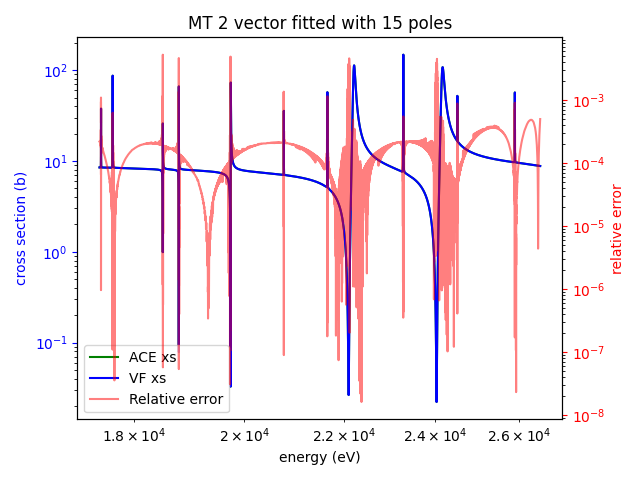 MT 2 vector fitted with 15 poles
cross section (b)
10²
10¹
10⁰
10⁻¹
10⁻³
10⁻⁴
10⁻⁵
10⁻⁶
10⁻⁷
10⁻⁸
relative error
ACE xs
VF xs
Relative error
1.8 × 10⁴ 2 × 10⁴ 2.2 × 10⁴ 2.4 × 10⁴ 2.6 × 10⁴
energy (eV)